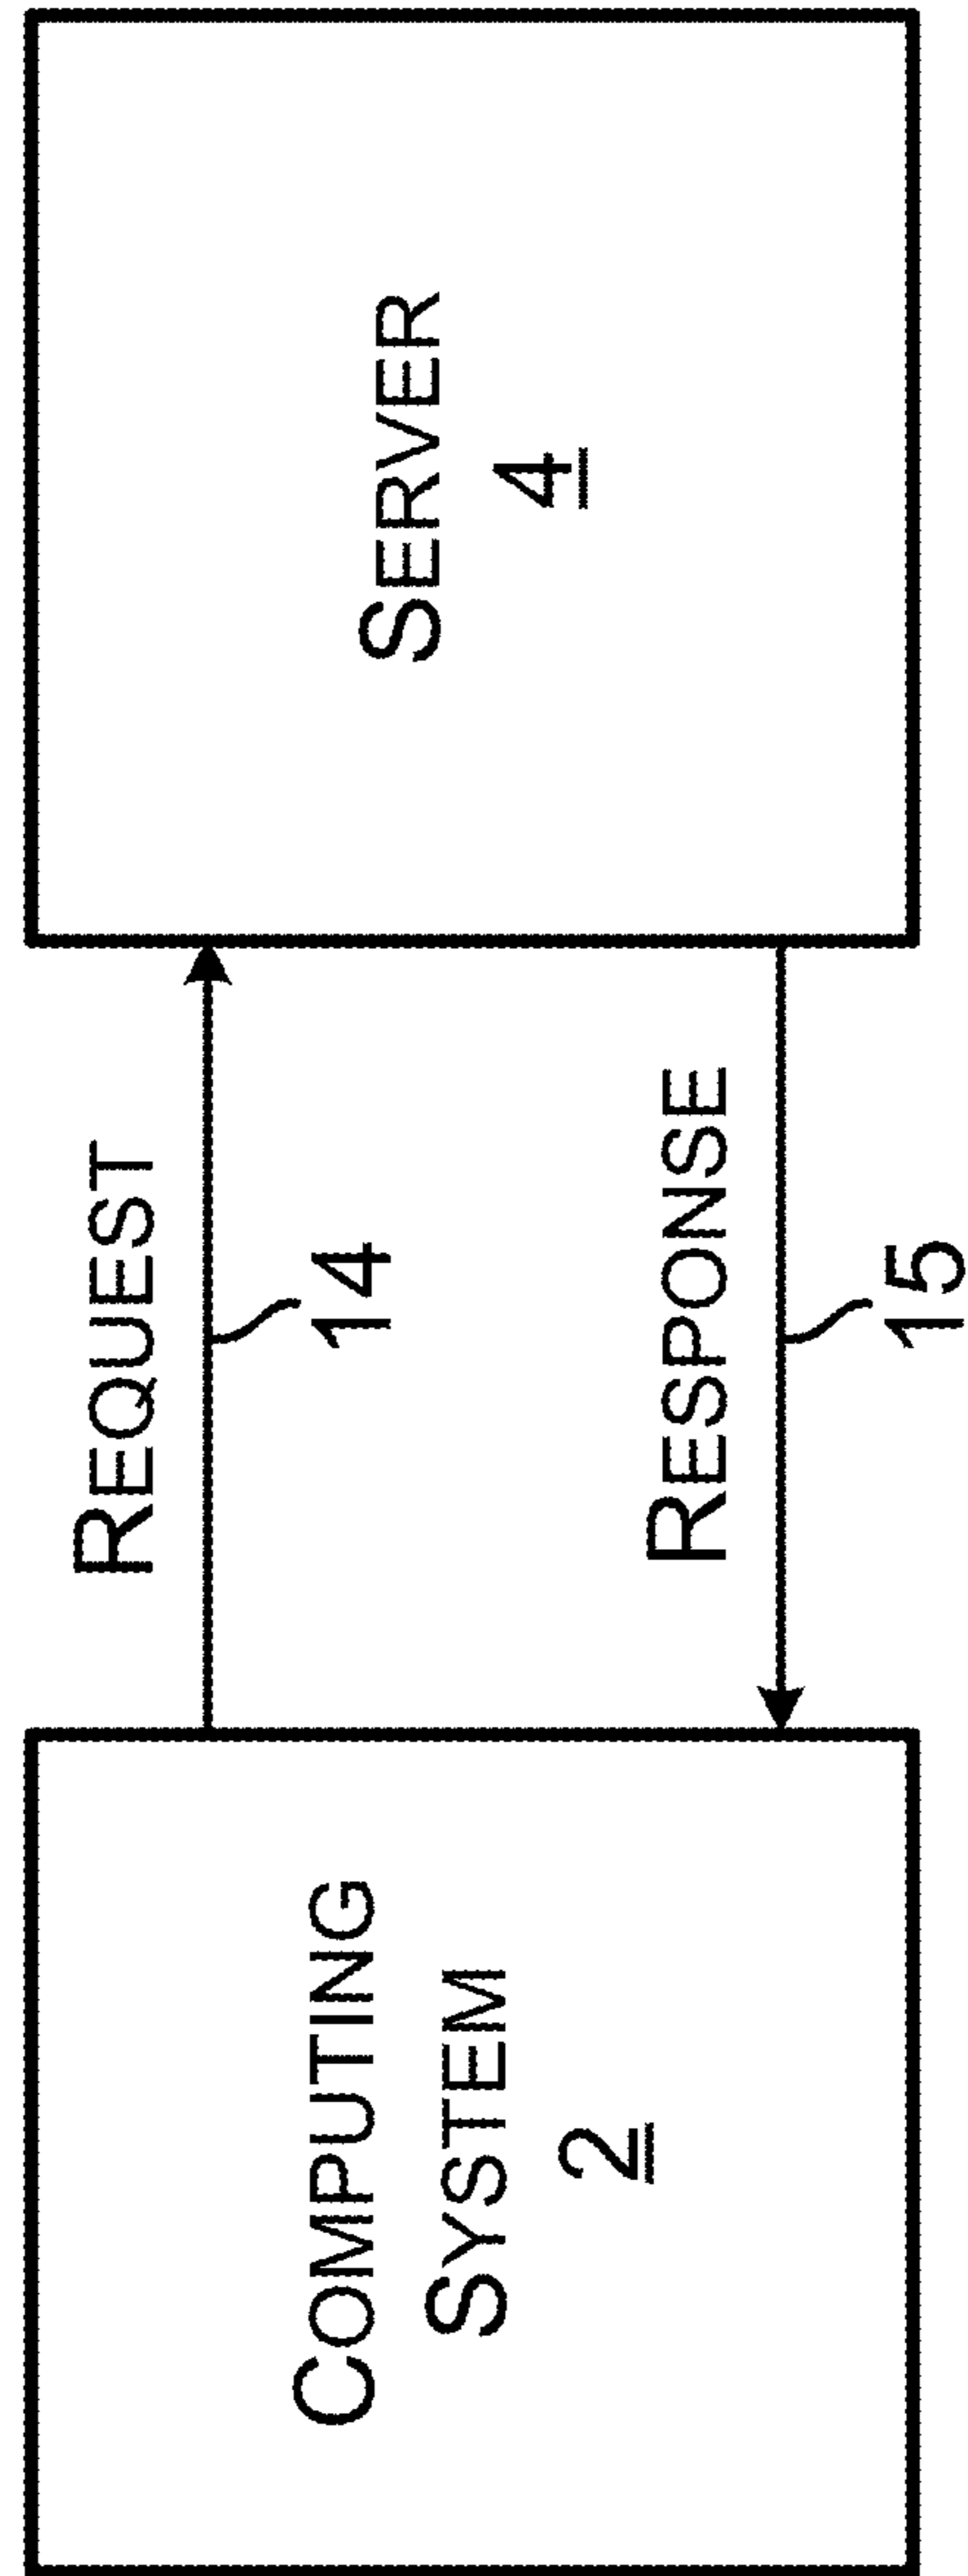 COMPUTING
SYSTEM
2
REQUEST
14
RESPONSE
15
SERVER
4